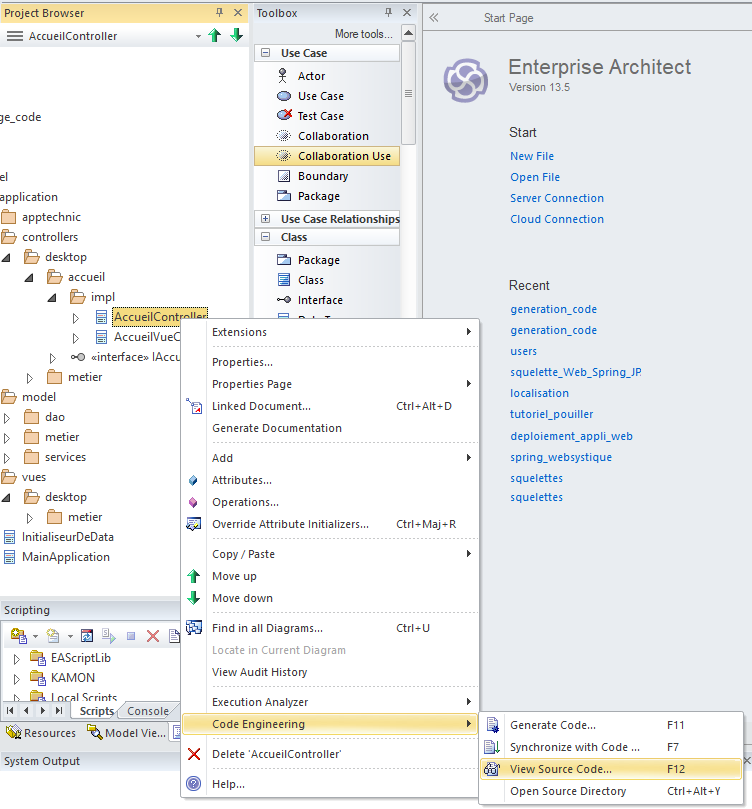 Project Browser
AccueilController
ge_code
el
application
apptechnic
controllers
desktop
accueil
impl
AccueilController
AccueilVueC
«interface» IAccu
metier
model
dao
metier
services
vues
desktop
metier
InitialiseurDeData
MainApplication
Scripting
EAScriptLib
KAMON
Local Scripts
Scripts
Console
Resources
Model Vie...
System Output
Toolbox
More tools...
Use Case
Actor
Use Case
Test Case
Collaboration
Collaboration Use
Boundary
Package
Use Case Relationships
Class
Package
Class
Interface
Start Page
Enterprise Architect
Version 13.5
Start
New File
Open File
Server Connection
Cloud Connection
Recent
generation_code
generation_code
users
squelette_Web_Spring_JP
localisation
tutoriel_pouiller
deploiement_appli_web
spring_websystique
squelettes
squelettes
Extensions
Properties...
Properties Page
Linked Document... Ctrl+Alt+D
Generate Documentation
Add
Attributes...
Operations...
Override Attribute Initializers... Ctrl+Maj+R
Copy / Paste
Move up
Move down
Find in all Diagrams... Ctrl+U
Locate in Current Diagram
View Audit History
Execution Analyzer
Code Engineering
Delete 'AccueilController'
Help...
Generate Code... F11
Synchronize with Code ... F7
View Source Code... F12
Open Source Directory Ctrl+Alt+Y